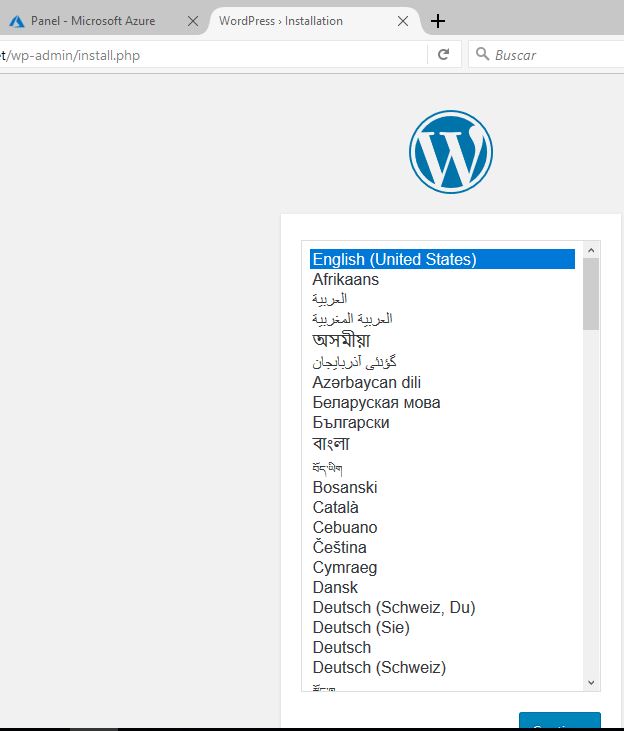 Panel - Microsoft Azure
WordPress › Installation
/wp-admin/install.php
Buscar
English (United States)
Afrikaans
العربية
العربية المغربية
অসমীয়া
گؤنئی آذربایجان
Azərbaycan dili
Беларуская мова
Български
বাংলা
བོད་ཡིག
Bosanski
Català
Cebuano
Čeština
Cymraeg
Dansk
Deutsch (Schweiz, Du)
Deutsch (Sie)
Deutsch
Deutsch (Schweiz)